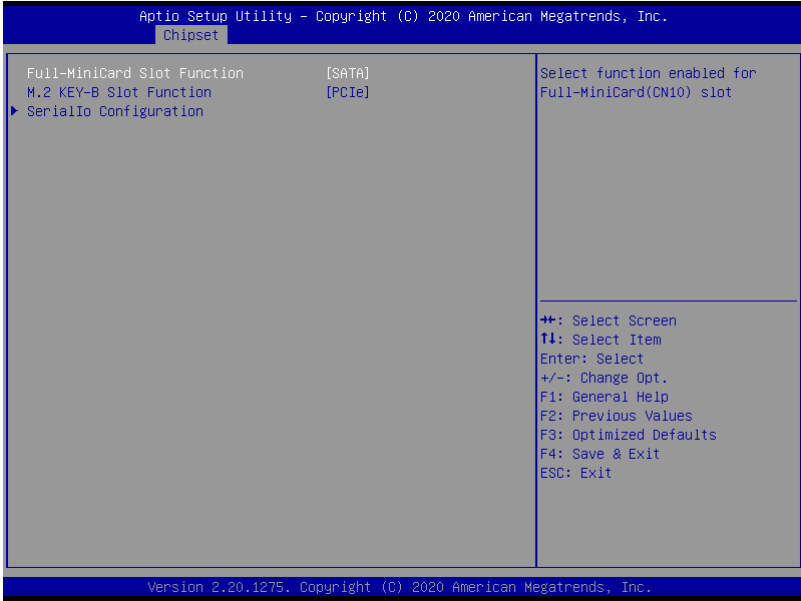 Aptio Setup Utility – Copyright (C) 2020 American Megatrends, Inc.
Chipset
Full-MiniCard Slot Function [SATA]
M.2 KEY-B Slot Function [PCIe]
SerialIo Configuration
Select function enabled for
Full-MiniCard(CN10) slot
→←: Select Screen
↑↓: Select Item
Enter: Select
+/-: Change Opt.
F1: General Help
F2: Previous Values
F3: Optimized Defaults
F4: Save & Exit
ESC: Exit
Version 2.20.1275. Copyright (C) 2020 American Megatrends, Inc.